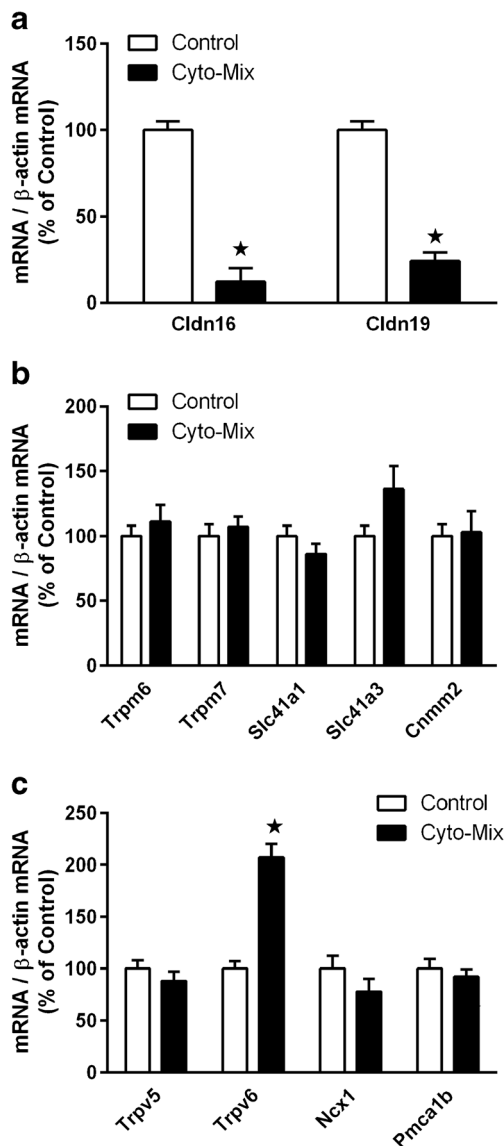 a
mRNA / β-actin mRNA
(% of Control)
150
100
50
0
Control
Cyto-Mix
★
★
Cldn16
Cldn19
b
mRNA / β-actin mRNA
(% of Control)
200
150
100
50
0
Control
Cyto-Mix
Trpm6
Trpm7
Slc41a1
Slc41a3
Cnmm2
c
mRNA / β-actin mRNA
(% of Control)
250
200
150
100
50
0
Control
Cyto-Mix
★
Trpv5
Trpv6
Ncx1
Pmca1b